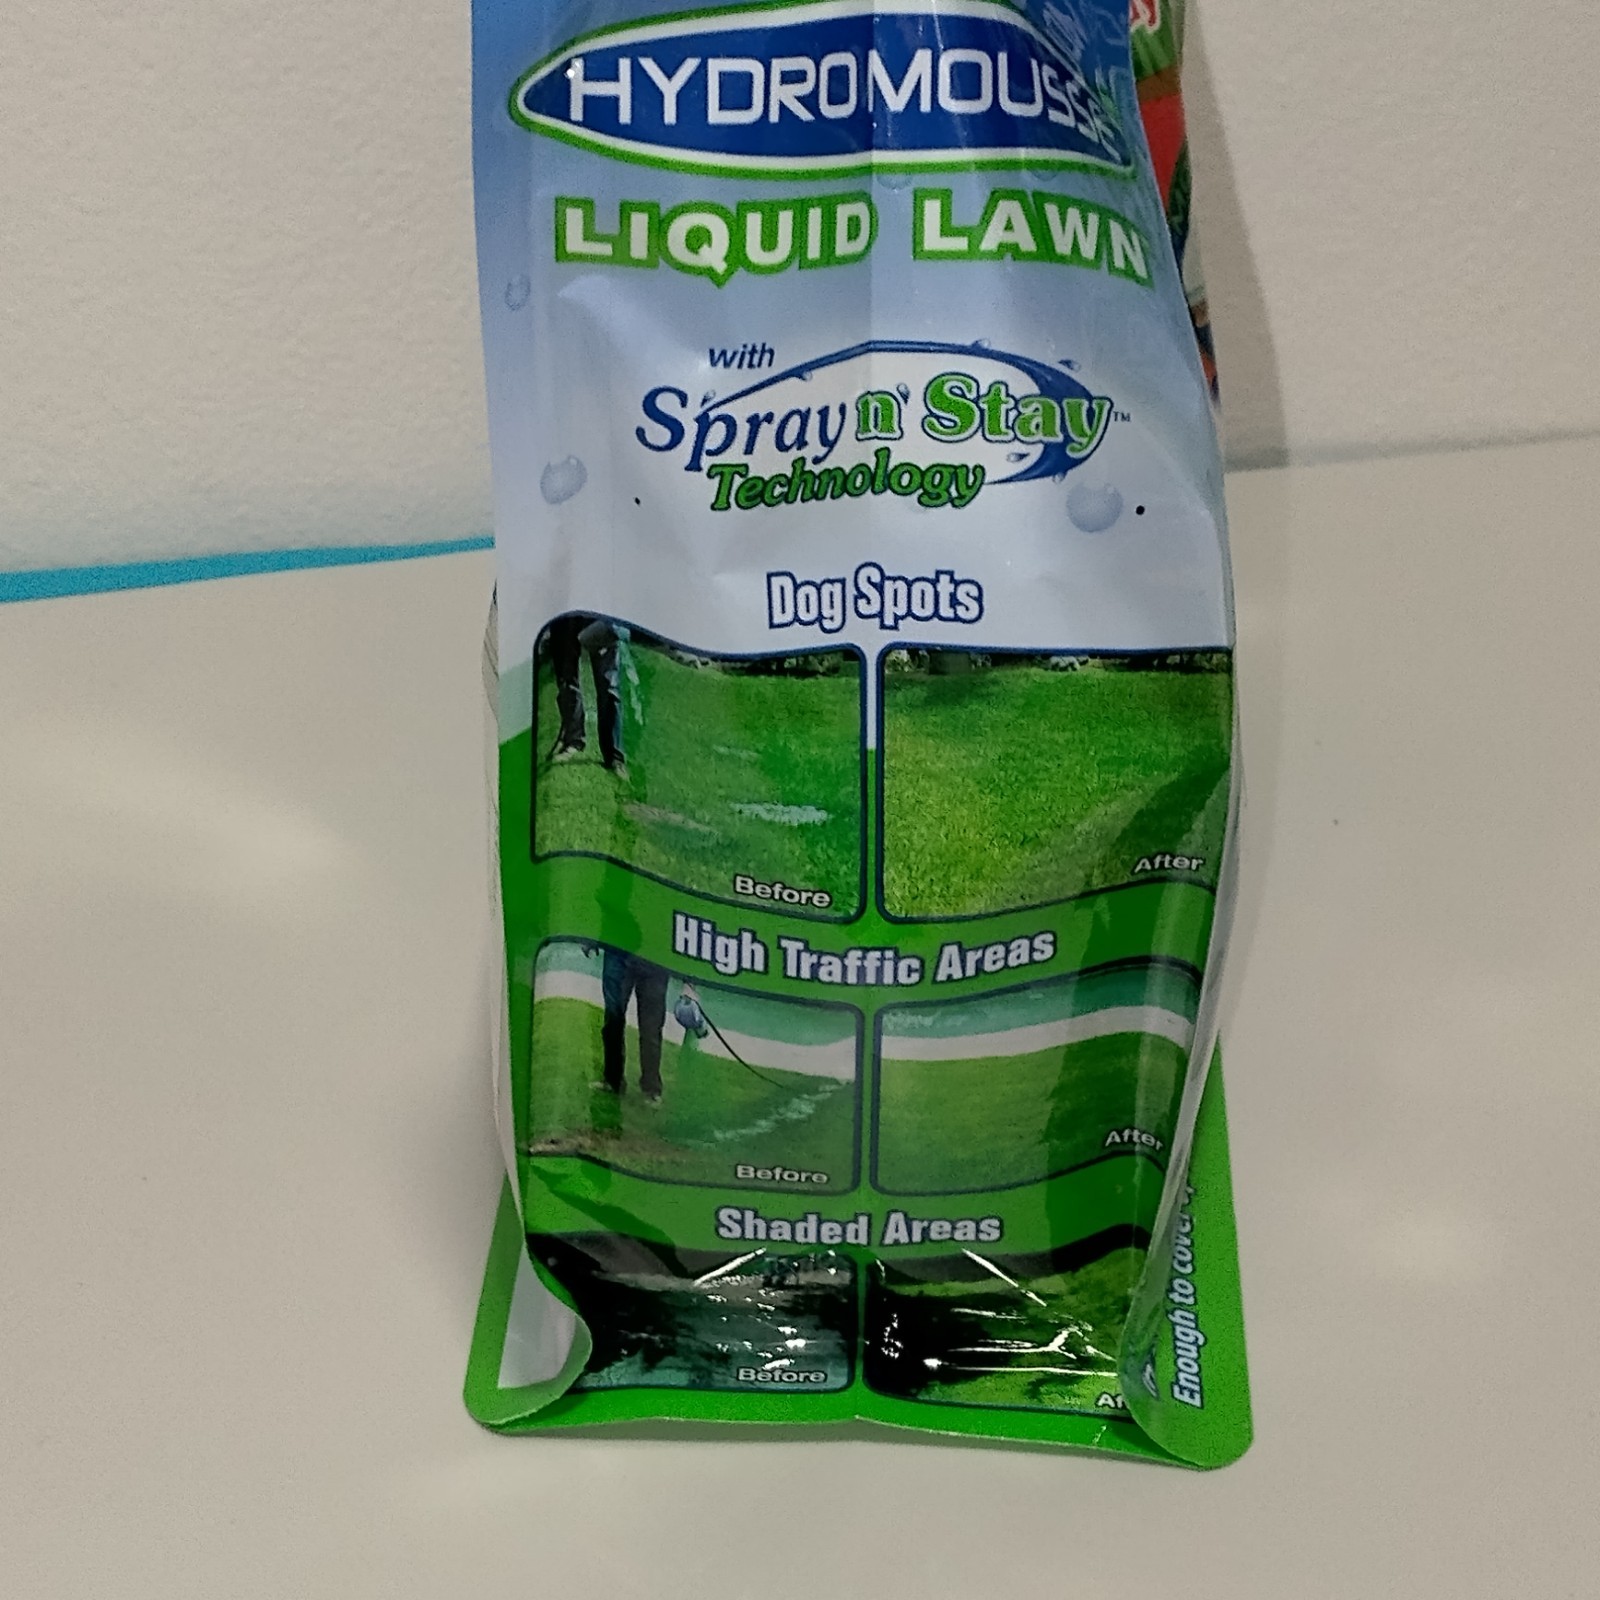 HYDROMOUSSE
LIQUID LAWN
with
Spray n' Stay™
Technology
Dog Spots
Before
After
High Traffic Areas
Before
After
Shaded Areas
Before
Enough to cover